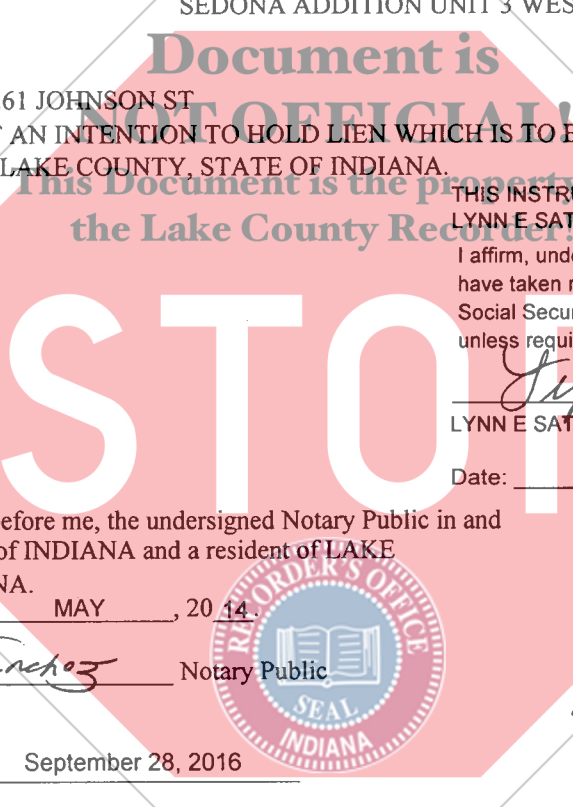 SEDONA ADDITION UNIT 3 WES
Document is
61 JOHNSON ST
NOT OFFICIAL!
AN INTENTION TO HOLD LIEN WHICH IS TO
LAKE COUNTY, STATE OF INDIANA.
This Document is the property
the Lake County Recorder!
THIS INSTR
LYNN E SAT
I affirm, unde
have taken r
Social Secur
unless requi
STOP
LYNN E SAT
Date:
efore me, the undersigned Notary Public in and
of INDIANA and a resident of LAKE
NA.
MAY , 20 14.
nchez Notary Public
RECORDER'S OFFICE
SEAL
INDIANA
September 28, 2016